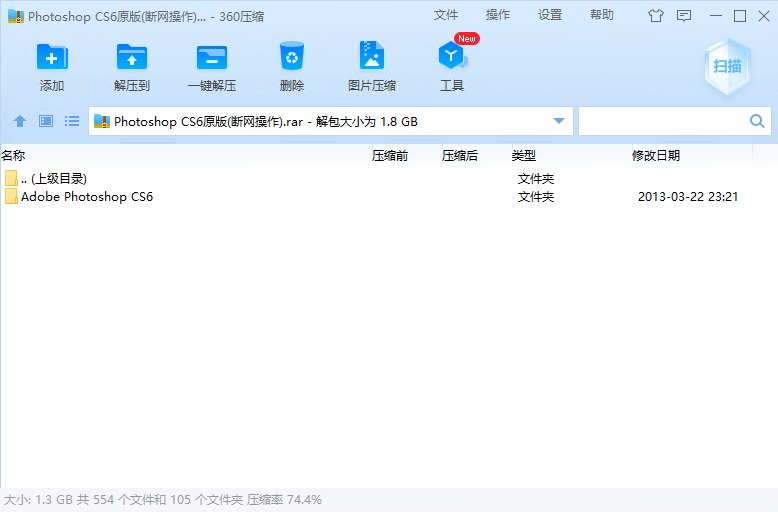 Photoshop CS6原版(断网操作)... - 360压缩
文件 操作 设置 帮助
New
添加 解压到 一键解压 删除 图片压缩 工具 扫描
Photoshop CS6原版(断网操作).rar - 解包大小为 1.8 GB
名称 压缩前 压缩后 类型 修改日期
.. (上级目录) 文件夹
Adobe Photoshop CS6 文件夹 2013-03-22 23:21
大小: 1.3 GB 共 554 个文件和 105 个文件夹 压缩率 74.4%